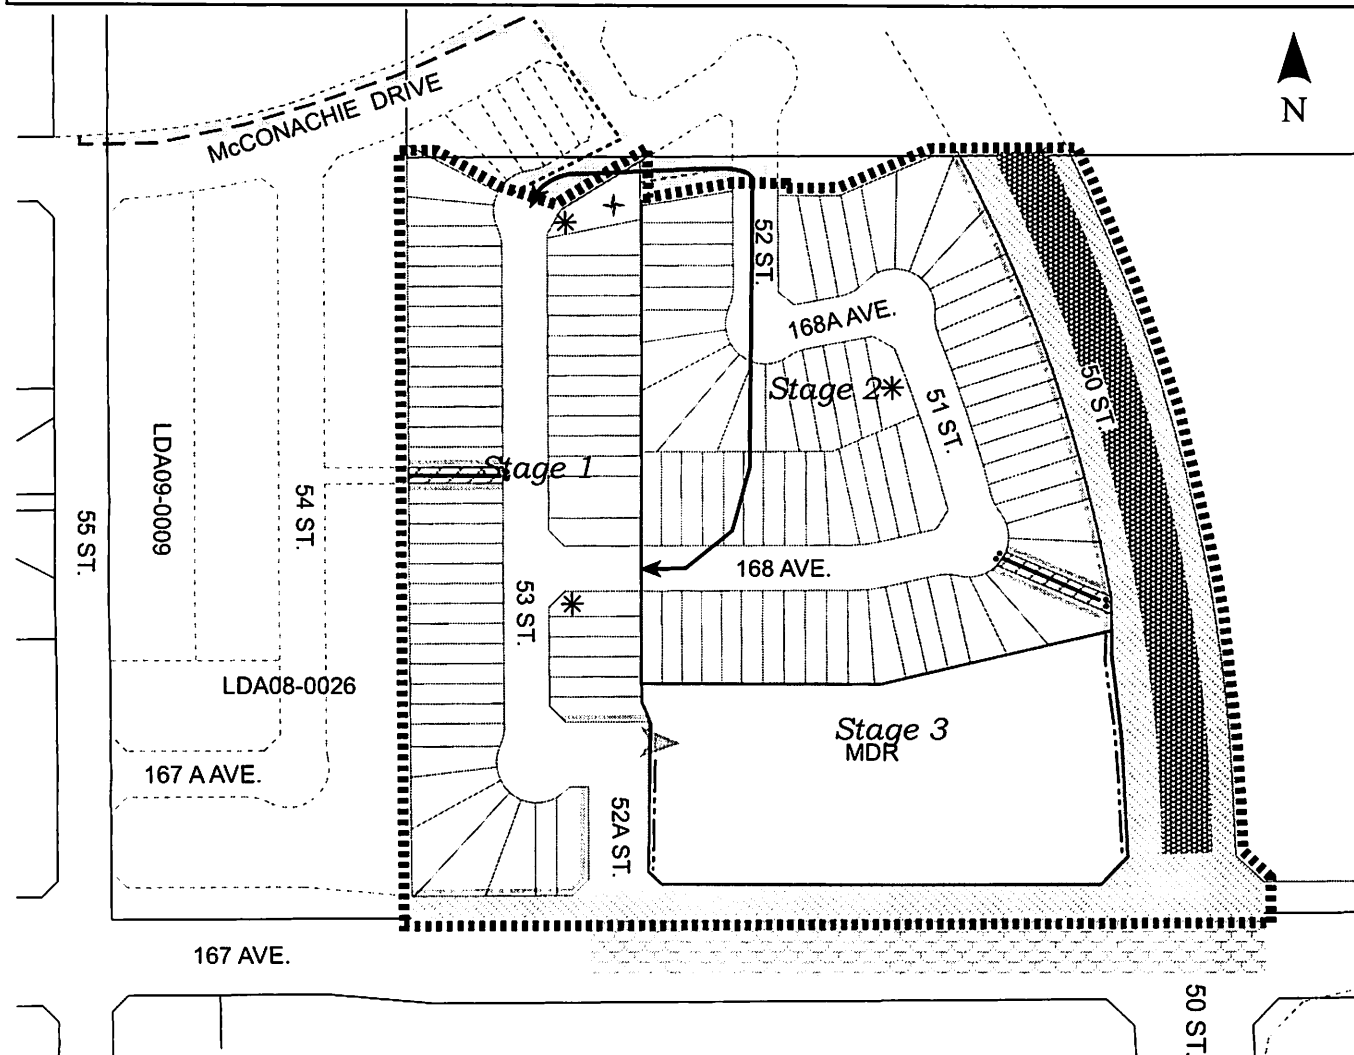 N
McCONACHIE DRIVE
52 ST.
168A AVE.
Stage 2
50 ST.
51 ST.
LDA09-0009
54 ST.
Stage 1
55 ST.
168 AVE.
53 ST.
LDA08-0026
Stage 3
MDR
167 A AVE.
52A ST.
167 AVE.
50 ST.